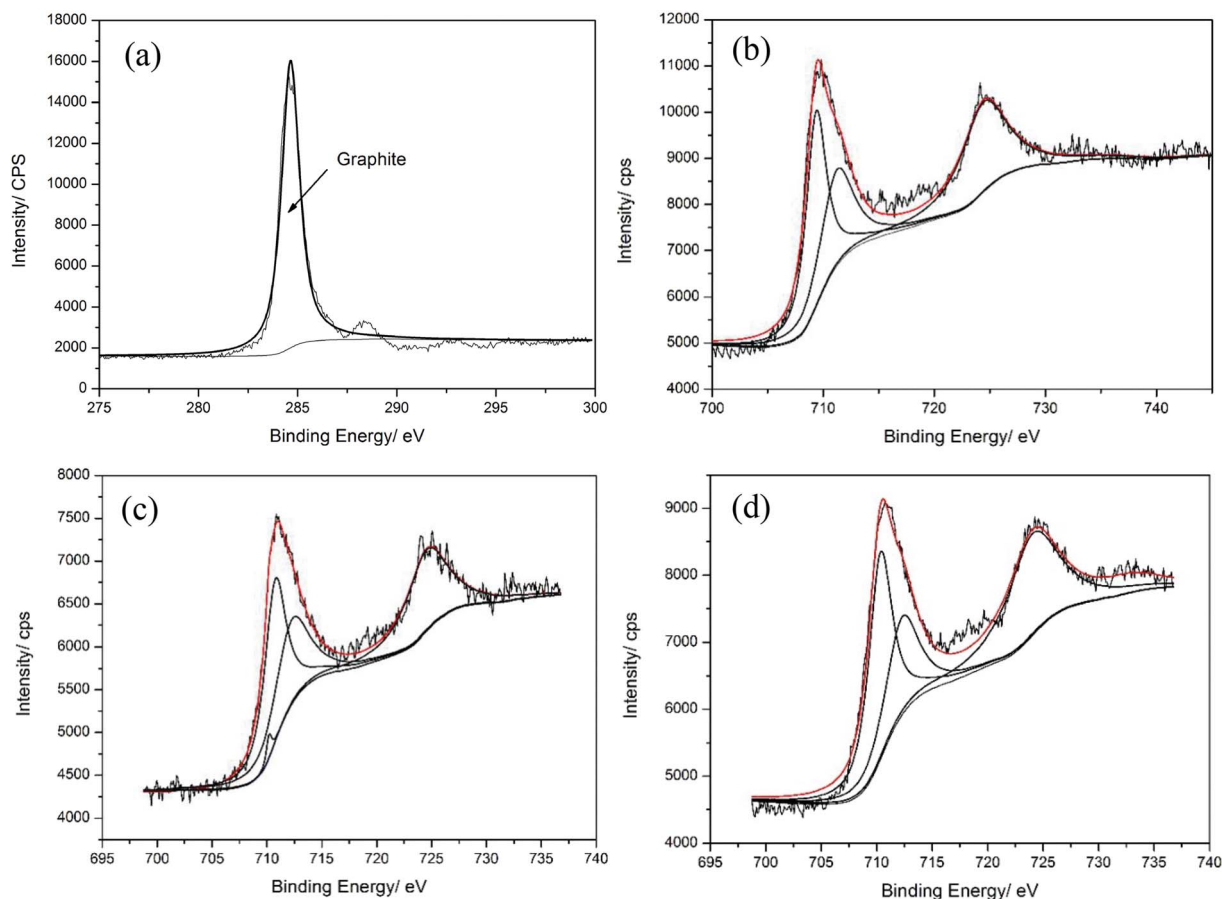 (a)
18000
16000
14000
12000
10000
8000
6000
4000
2000
0
Intensity/ CPS
Graphite
275 280 285 290 295 300
Binding Energy/ eV
(b)
12000
11000
10000
9000
8000
7000
6000
5000
4000
Intensity/ cps
700 710 720 730 740
Binding Energy/ eV
(c)
8000
7500
7000
6500
6000
5500
5000
4500
4000
Intensity/ cps
695 700 705 710 715 720 725 730 735 740
Binding Energy/ eV
(d)
9000
8000
7000
6000
5000
4000
Intensity/ cps
695 700 705 710 715 720 725 730 735 740
Binding Energy/ eV